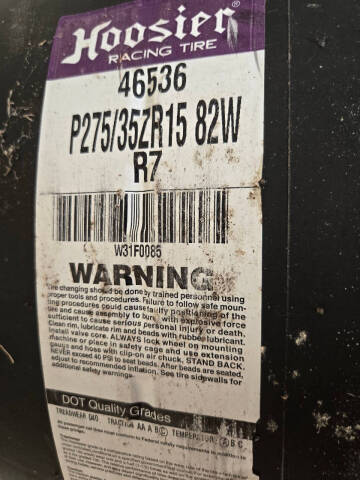 Hoosier®
RACING TIRE
46536
P275/35ZR15 82W
R7
W31F0085
WARNING
Tire changing should be done by trained personnel using
proper tools and procedures. Failure to follow safe moun-
ting procedures could cause faulty positioning of the
tire and cause assembly to burst with explosive force
sufficient to cause serious personal injury or death.
Clean rim, lubricate rim and beads with rubber lubricant.
Install valve core. ALWAYS lock wheel on mounting
machine or place in safety cage and use extension
gauge and hose with clip-on air chuck. STAND BACK.
NEVER exceed 40 PSI to seat beads. After beads are seated,
adjust to recommended inflation. See tire sidewalls for
additional safety warnings.
DOT Quality Grades
TREADWEAR TRACTION AA A B C TEMPERATURE A B C